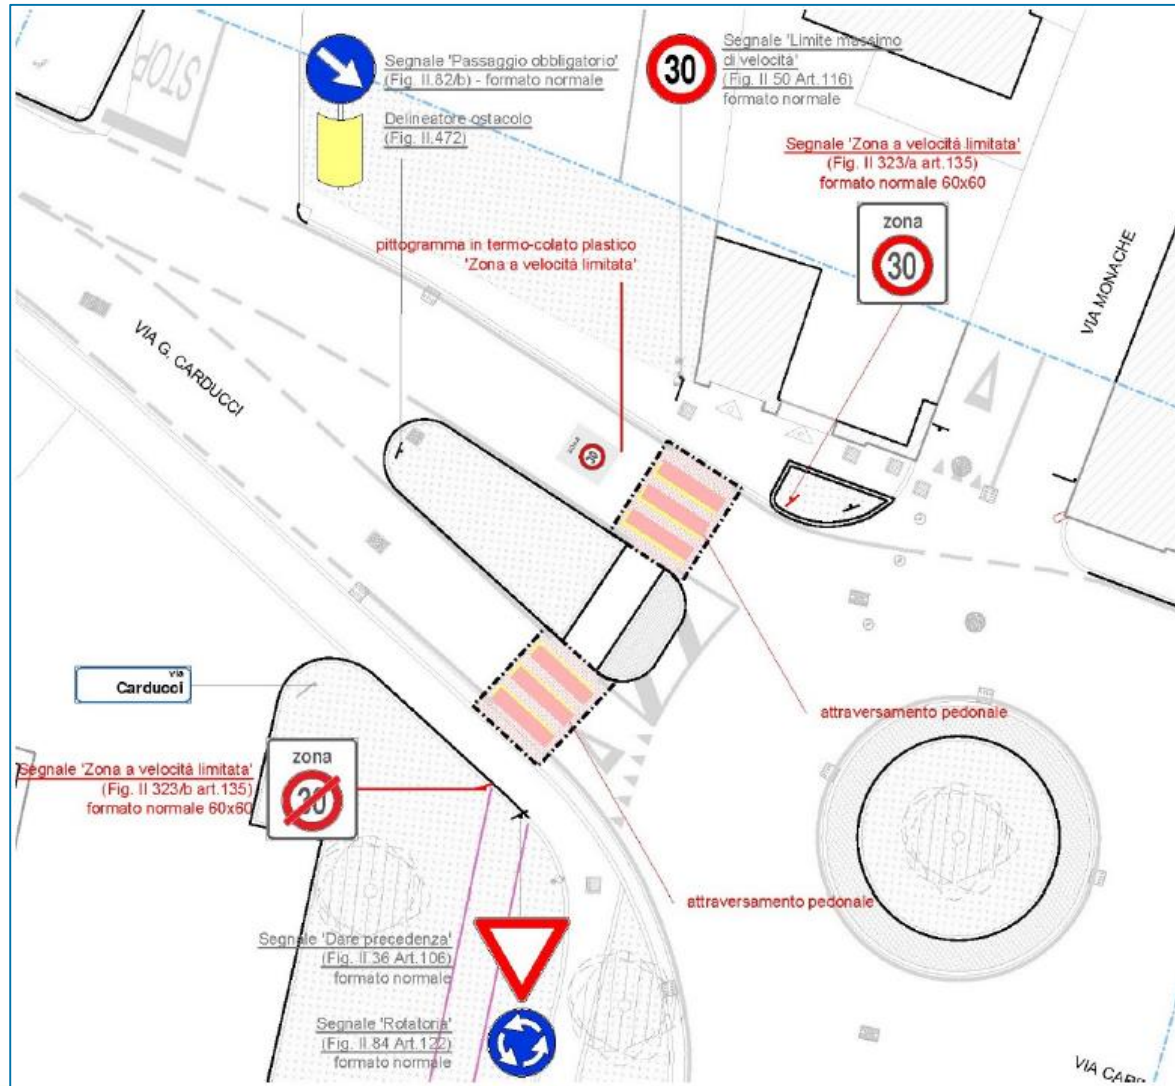 STOP
Segnale 'Passaggio obbligatorio'
(Fig. II.82/b) - formato normale
Delineatore ostacolo
(Fig. II.472)
30
Segnale 'Limite massimo
di velocità'
(Fig. II 50 Art.116)
formato normale
Segnale 'Zona a velocità limitata'
(Fig. II 323/a art.135)
formato normale 60x60
zona
30
pittogramma in termo-colato plastico
'Zona a velocità limitata'
VIA MONACHE
VIA G. CARDUCCI
zona
30
attraversamento pedonale
via
Carducci
Segnale 'Zona a velocità limitata'
(Fig. II 323/b art.135)
formato normale 60x60
zona
30
attraversamento pedonale
Segnale 'Dare precedenza'
(Fig. II.36 Art.106)
formato normale
Segnale 'Rotatoria'
(Fig. II.84 Art.122)
formato normale
VIA